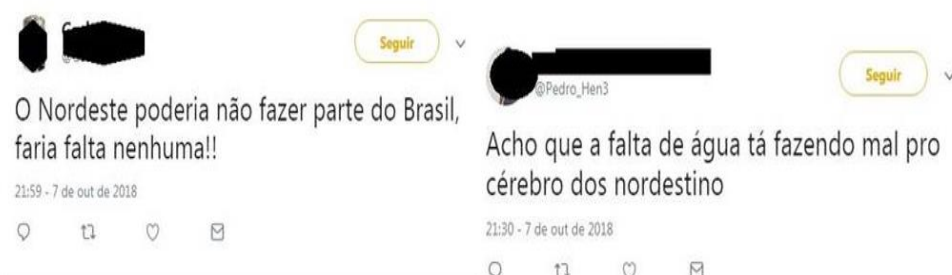 Seguir
O Nordeste poderia não fazer parte do Brasil,
faria falta nenhuma!!
21:59 - 7 de out de 2018
@Pedro_Hen3
Seguir
Acho que a falta de água tá fazendo mal pro
cérebro dos nordestino
21:30 - 7 de out de 2018